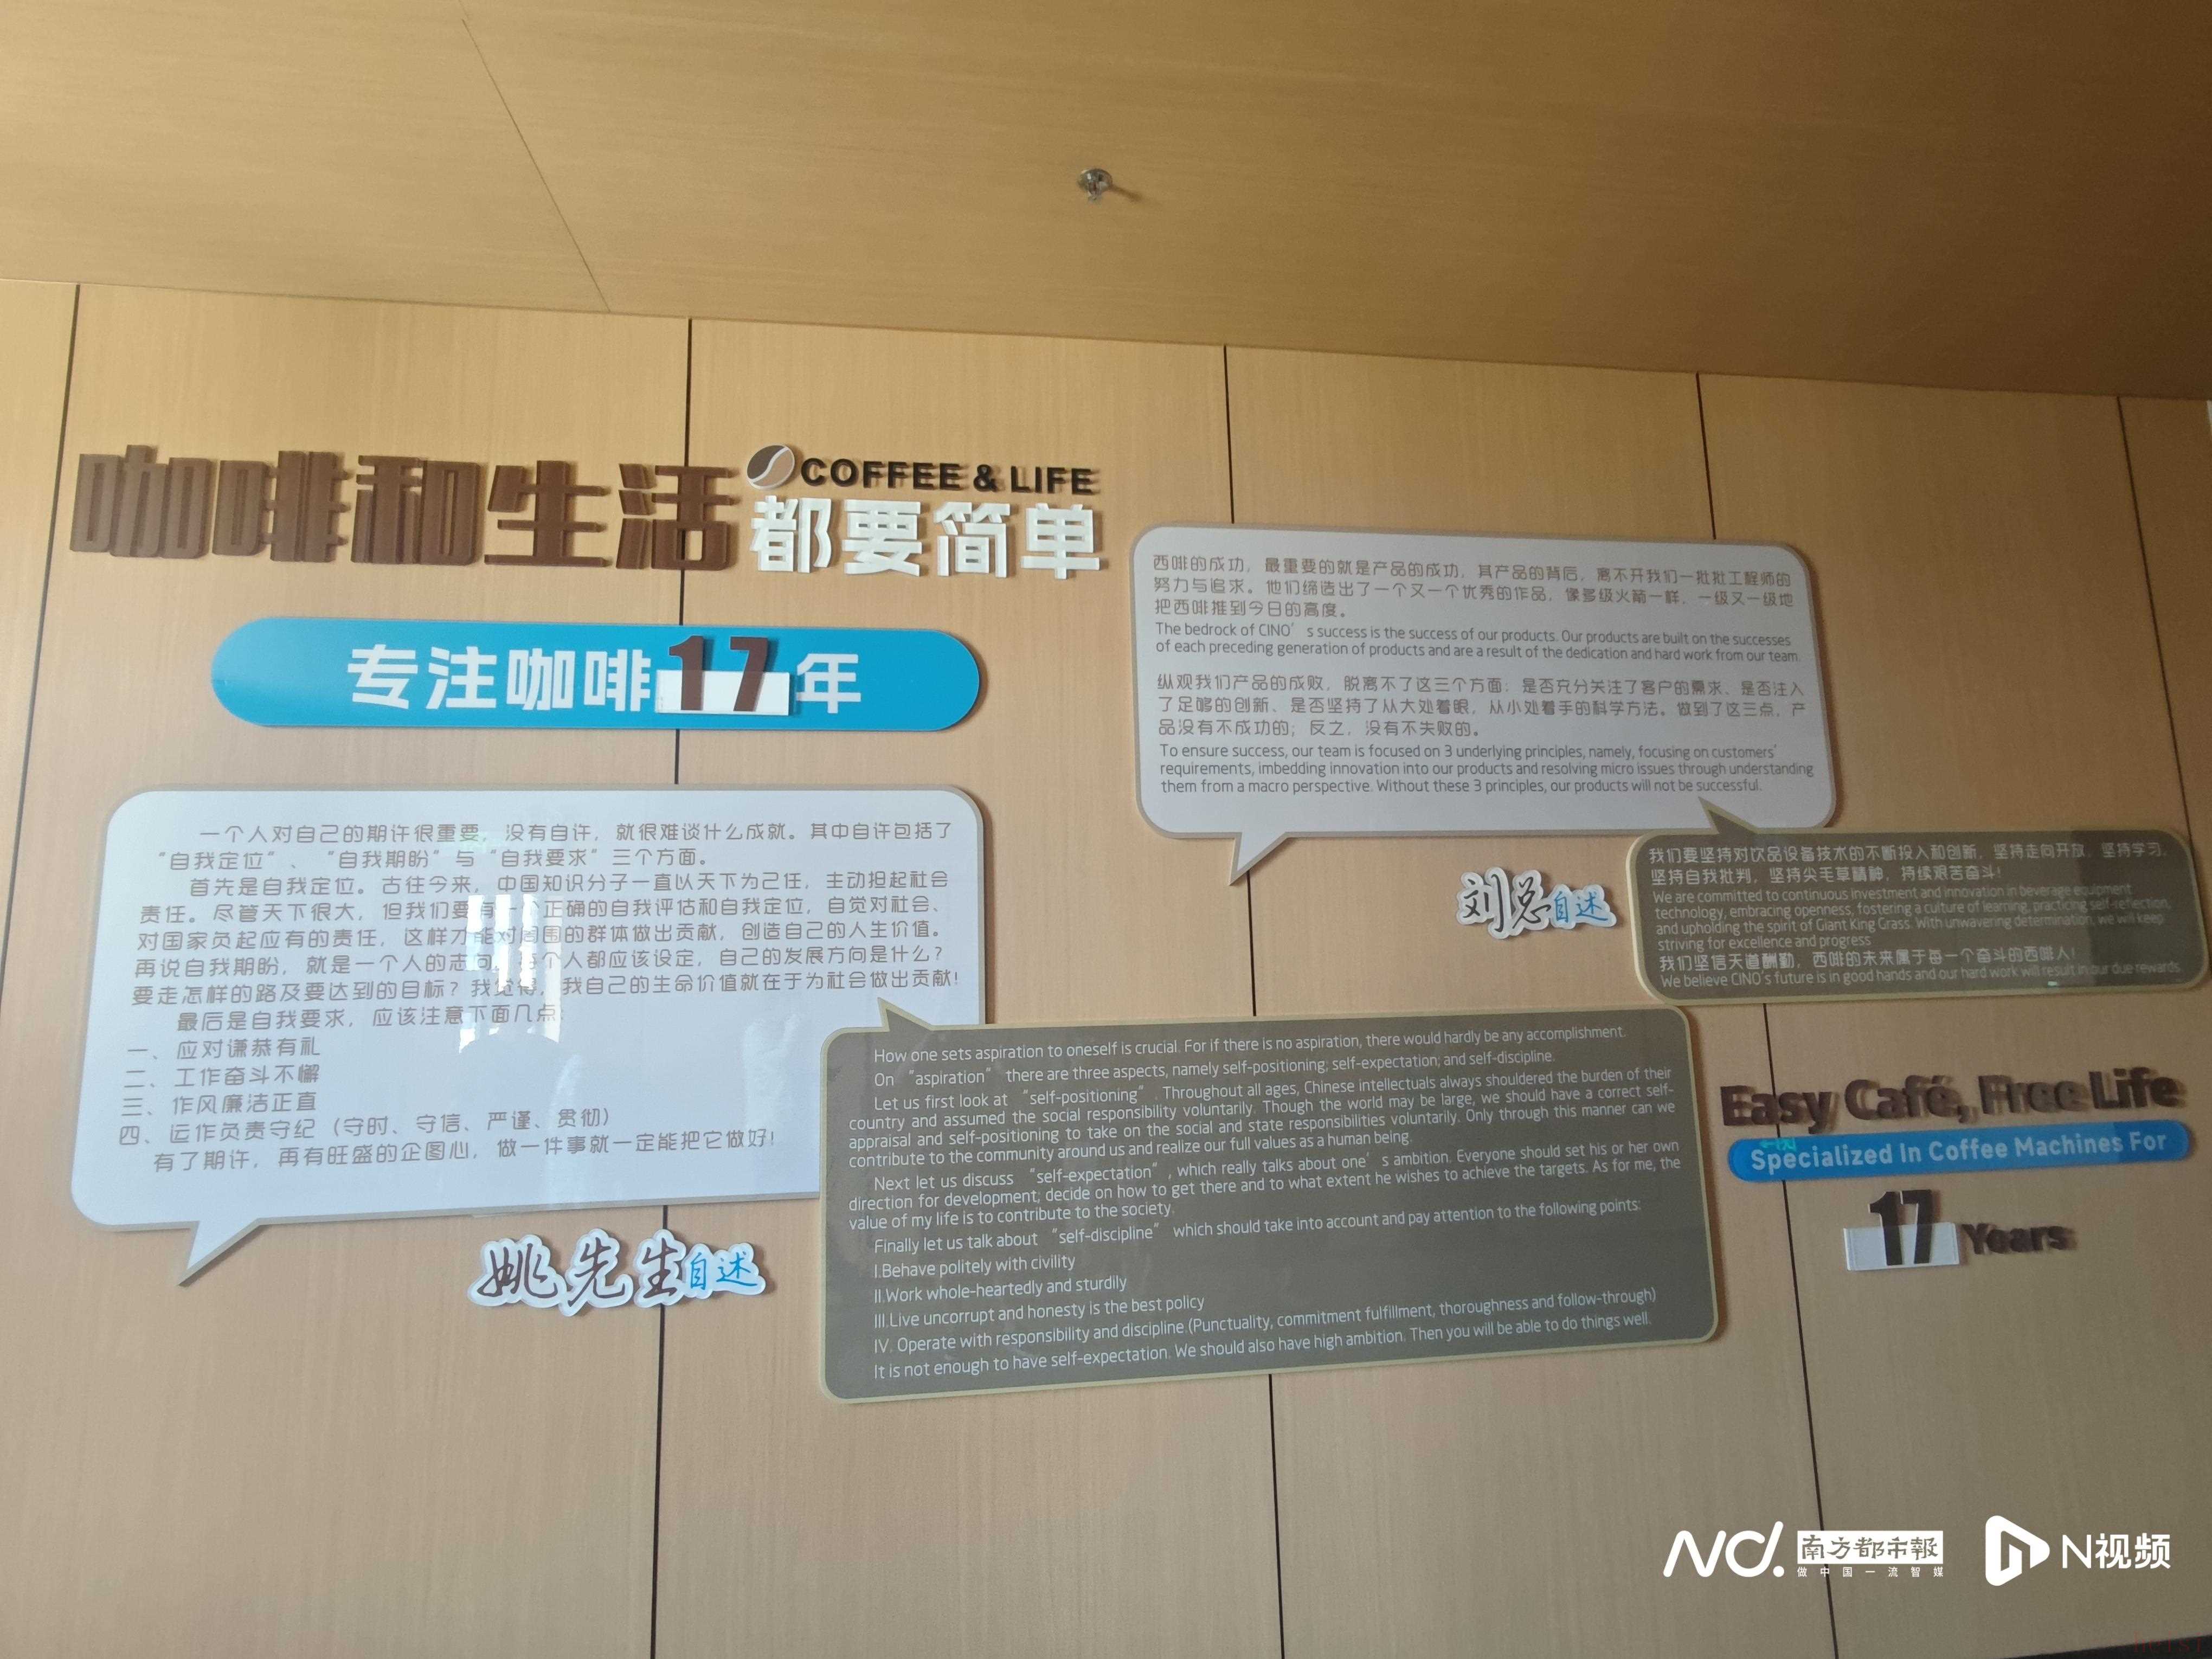 咖啡和生活
COFFEE & LIFE
都要简单
专注咖啡17年
一个人对自己的期许很重要，没有自许，就很难谈什么成就。其中自许包括了
“自我定位”、“自我期盼”与“自我要求”三个方面。
首先是自我定位。古往今来，中国知识分子一直以天下为己任，主动担起社会
责任。尽管天下很大，但我们要有一个正确的自我评估和自我定位，自觉对社会、
对国家负起应有的责任，这样才能对周围的群体做出贡献，创造自己的人生价值。
再说自我期盼，就是一个人的志向，每个人都应该设定，自己的发展方向是什么？
要走怎样的路及要达到的目标？我觉得，我自己的生命价值就在于为社会做出贡献！
最后是自我要求，应该注意下面几点：
一、应对谦恭有礼
二、工作奋斗不懈
三、作风廉洁正直
四、运作负责守纪（守时、守信、严谨、贯彻）
有了期许，再有旺盛的企图心，做一件事就一定能把它做好！
姚先生自述
How one sets aspiration to oneself is crucial. For if there is no aspiration, there would hardly be any accomplishment.
On “aspiration” there are three aspects, namely self-positioning; self-expectation; and self-discipline.
Let us first look at “self-positioning”. Throughout all ages, Chinese intellectuals always shouldered the burden of their
country and assumed the social responsibility voluntarily. Though the world may be large, we should have a correct self-
appraisal and self-positioning to take on the social and state responsibilities voluntarily. Only through this manner can we
contribute to the community around us and realize our full values as a human being.
Next let us discuss “self-expectation”, which really talks about one’s ambition. Everyone should set his or her own
direction for development; decide on how to get there and to what extent he wishes to achieve the targets. As for me, the
value of my life is to contribute to the society.
Finally let us talk about “self-discipline” which should take into account and pay attention to the following points:
I.Behave politely with civility
II.Work whole-heartedly and sturdily
III.Live uncorrupt and honesty is the best policy
IV. Operate with responsibility and discipline.(Punctuality, commitment fulfillment, thoroughness and follow-through)
It is not enough to have self-expectation. We should also have high ambition. Then you will be able to do things well.
西啡的成功，最重要的就是产品的成功，其产品的背后，离不开我们一批批工程师的
努力与追求。他们缔造出了一个又一个优秀的作品，像多级火箭一样，一级又一级地
把西啡推到今日的高度。
The bedrock of CINO’s success is the success of our products. Our products are built on the successes
of each preceding generation of products and are a result of the dedication and hard work from our team.
纵观我们产品的成败，脱离不了这三个方面：是否充分关注了客户的需求、是否注入
了足够的创新、是否坚持了从大处着眼，从小处着手的科学方法。做到了这三点，产
品没有不成功的；反之，没有不失败的。
To ensure success, our team is focused on 3 underlying principles, namely, focusing on customers’
requirements, imbedding innovation into our products and resolving micro issues through understanding
them from a macro perspective. Without these 3 principles, our products will not be successful.
刘总自述
我们要坚持对饮品设备技术的不断投入和创新，坚持走向开放，坚持学习，
坚持自我批判，坚持尖毛草精神，持续艰苦奋斗！
We are committed to continuous investment and innovation in beverage equipment
technology, embracing openness, fostering a culture of learning, practicing self-reflection,
and upholding the spirit of Giant King Grass. With unwavering determination, we will keep
striving for excellence and progress
我们坚信天道酬勤，西啡的未来属于每一个奋斗的西啡人！
We believe CINO’s future is in good hands and our hard work will result in our due rewards.
Easy Café, Free Life
Specialized In Coffee Machines For
17 Years
ND! 南方都市報
做中国一流智媒
N视频